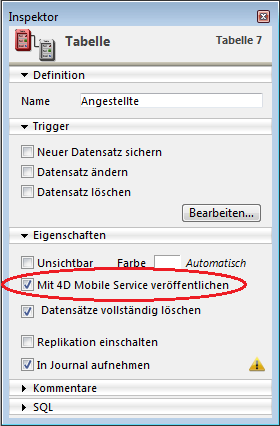 Inspektor
Tabelle Tabelle 7
Definition
Name Angestellte
Trigger
Neuer Datensatz sichern
Datensatz ändern
Datensatz löschen
Bearbeiten...
Eigenschaften
Unsichtbar Farbe Automatisch
Mit 4D Mobile Service veröffentlichen
Datensätze vollständig löschen
Replikation einschalten
In Journal aufnehmen
Kommentare
SQL